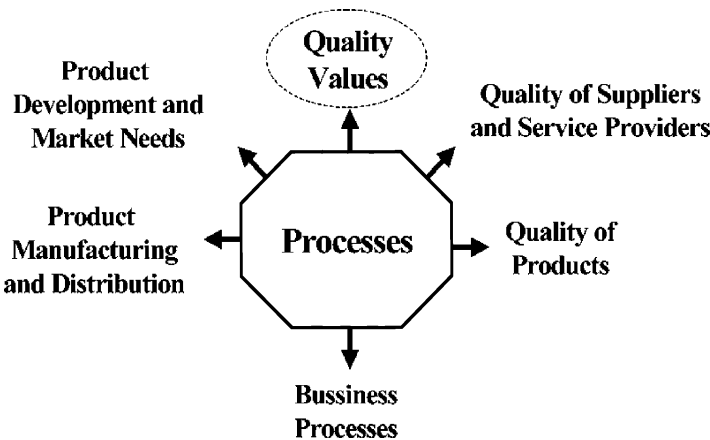 Quality
Values
Product
Development and
Market Needs
Quality of Suppliers
and Service Providers
Product
Manufacturing
and Distribution
Processes
Quality of
Products
Bussiness
Processes